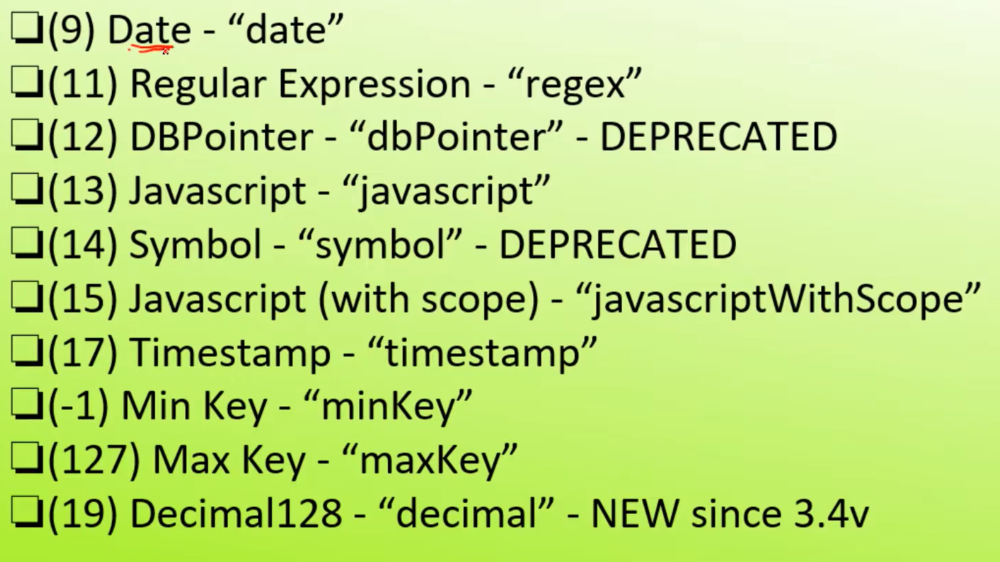 ❑(9) Date - “date”
❑(11) Regular Expression - “regex”
❑(12) DBPointer - “dbPointer” - DEPRECATED
❑(13) Javascript - “javascript”
❑(14) Symbol - “symbol” - DEPRECATED
❑(15) Javascript (with scope) - “javascriptWithScope”
❑(17) Timestamp - “timestamp”
❑(-1) Min Key - “minKey”
❑(127) Max Key - “maxKey”
❑(19) Decimal128 - “decimal” - NEW since 3.4v